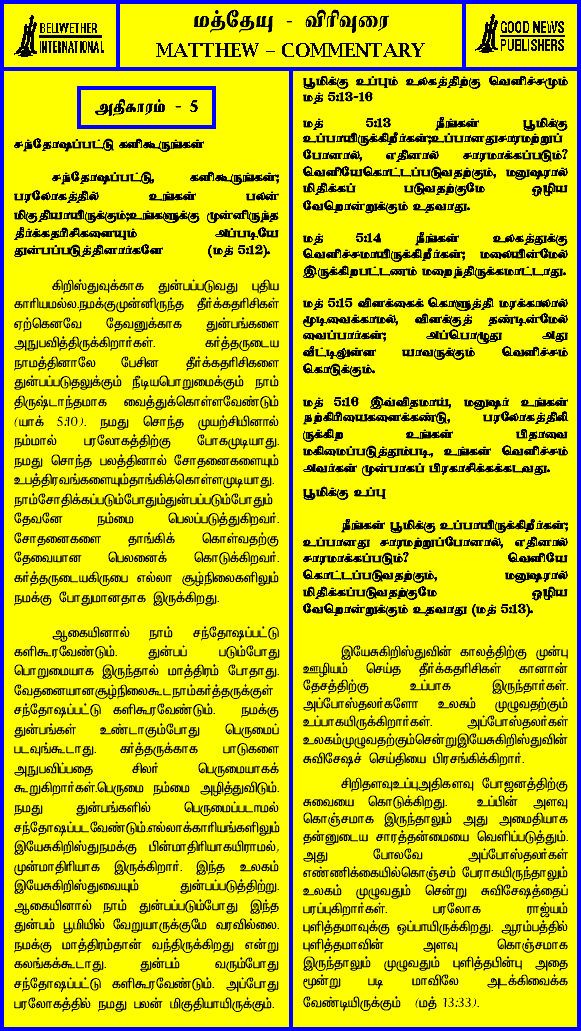 BELLWETHER
INTERNATIONAL
மத்தேயு - விரிவுரை
MATTHEW – COMMENTARY
GOOD NEWS
PUBLISHERS
அதிகாரம் - 5
சந்தோஷப்பட்டு களிகூருங்கள்
சந்தோஷப்பட்டு, களிகூருங்கள்;
பரலோகத்தில் உங்கள் பலன்
மிகுதியாயிருக்கும்;உங்களுக்கு முன்னிருந்த
தீர்க்கதரிசிகளையும் அப்படியே
துன்பப்படுத்தினார்களே (மத் 5:12).
கிறிஸ்துவுக்காக துன்பப்படுவது புதிய
காரியமல்ல.நமக்குமுன்னிருந்த தீர்க்கதரிசிகள்
ஏற்கெனவே தேவனுக்காக துன்பங்களை
அநுபவித்திருக்கிறார்கள். கர்த்தருடைய
நாமத்தினாலே பேசின தீர்க்கதரிசிகளை
துன்பப்படுதலுக்கும் நீடியபொறுமைக்கும் நாம்
திருஷ்டாந்தமாக வைத்துக்கொள்ளவேண்டும்
(யாக் 5:10). நமது சொந்த முயற்சியினால்
நம்மால் பரலோகத்திற்கு போகமுடியாது.
நமது சொந்த பலத்தினால் சோதனைகளையும்
உபத்திரவங்களையும்தாங்கிக்கொள்ளமுடியாது.
நாம்சோதிக்கப்படும்போதும்துன்பப்படும்போதும்
தேவனே நம்மை பெலப்படுத்துகிறவர்.
சோதனைகளை தாங்கிக் கொள்வதற்கு
தேவையான பெலனைக் கொடுக்கிறவர்.
கர்த்தருடையகிருபை எல்லா சூழ்நிலைகளிலும்
நமக்கு போதுமானதாக இருக்கிறது.
ஆகையினால் நாம் சந்தோஷப்பட்டு
களிகூரவேண்டும். துன்பப் படும்போது
பொறுமையாக இருந்தால் மாத்திரம் போதாது.
வேதனையானசூழ்நிலைகூடநாம்கர்த்தருக்குள்
சந்தோஷப்பட்டு களிகூரவேண்டும். நமக்கு
துன்பங்கள் உண்டாகும்போது பெருமைப்
படவுங்கூடாது. கர்த்தருக்காக பாடுகளை
அநுபவிப்பதை சிலர் பெருமையாகக்
கூறுகிறார்கள்.பெருமை நம்மை அழித்துவிடும்.
நமது துன்பங்களில் பெருமைப்படாமல்
சந்தோஷப்படவேண்டும்.எல்லாக்காரியங்களிலும்
இயேசுகிறிஸ்துநமக்கு பின்மாதிரியாகயிராமல்,
முன்மாதிரியாக இருக்கிறார். இந்த உலகம்
இயேசுகிறிஸ்துவையும் துன்பப்படுத்திற்று.
ஆகையினால் நாம் துன்பப்படும்போது இந்த
துன்பம் பூமியில் வேறுயாருக்குமே வரவில்லை.
நமக்கு மாத்திரம்தான் வந்திருக்கிறது என்று
கலங்கக்கூடாது. துன்பம் வரும்போது
சந்தோஷப்பட்டு களிகூரவேண்டும். அப்போது
பரலோகத்தில் நமது பலன் மிகுதியாயிருக்கும்.
பூமிக்கு உப்பும் உலகத்திற்கு வெளிச்சமும்
மத் 5:13-16
மத் 5:13 நீங்கள் பூமிக்கு
உப்பாயிருக்கிறீர்கள்;உப்பானதுசாரமற்றுப்
போனால், எதினால் சாரமாக்கப்படும்?
வெளியேகொட்டப்படுவதற்கும், மனுஷரால்
மிதிக்கப் படுவதற்குமே ஒழிய
வேறொன்றுக்கும் உதவாது.
மத் 5:14 நீங்கள் உலகத்துக்கு
வெளிச்சமாயிருக்கிறீர்கள்; மலையின்மேல்
இருக்கிறபட்டணம் மறைந்திருக்கமாட்டாது.
மத் 5:15 விளக்கைக் கொளுத்தி மரக்காலால்
மூடிவைக்காமல், விளக்குத் தண்டின்மேல்
வைப்பார்கள்; அப்பொழுது அது
வீட்டிலுள்ள யாவருக்கும் வெளிச்சம்
கொடுக்கும்.
மத் 5:16 இவ்விதமாய், மனுஷர் உங்கள்
நற்கிரியைகளைக்கண்டு, பரலோகத்திலி
ருக்கிற உங்கள் பிதாவை
மகிமைப்படுத்தும்படி, உங்கள் வெளிச்சம்
அவர்கள் முன்பாகப் பிரகாசிக்கக்கடவது.
பூமிக்கு உப்பு
நீங்கள் பூமிக்கு உப்பாயிருக்கிறீர்கள்;
உப்பானது சாரமற்றுப்போனால், எதினால்
சாரமாக்கப்படும்? வெளியே
கொட்டப்படுவதற்கும், மனுஷரால்
மிதிக்கப்படுவதற்குமே ஒழிய
வேறொன்றுக்கும் உதவாது (மத் 5:13).
இயேசுகிறிஸ்துவின் காலத்திற்கு முன்பு
ஊழியம் செய்த தீர்க்கதரிசிகள் கானான்
தேசத்திற்கு உப்பாக இருந்தார்கள்.
அப்போஸ்தலர்களோ உலகம் முழுவதற்கும்
உப்பாகயிருக்கிறார்கள். அப்போஸ்தலர்கள்
உலகம்முழுவதற்கும்சென்றுஇயேசுகிறிஸ்துவின்
சுவிசேஷச் செய்தியை பிரசங்கிக்கிறார்.
சிறிதளவுஉப்புஅதிகளவு போஜனத்திற்கு
சுவையை கொடுக்கிறது. உப்பின் அளவு
கொஞ்சமாக இருந்தாலும் அது அமைதியாக
தன்னுடைய சாரத்தன்மையை வெளிப்படுத்தும்.
அது போலவே அப்போஸ்தலர்கள்
எண்ணிக்கையில்கொஞ்சம் பேராகயிருந்தாலும்
உலகம் முழுவதும் சென்று சுவிசேஷத்தைப்
பரப்புகிறார்கள். பரலோக ராஜ்யம்
புளித்தமாவுக்கு ஒப்பாயிருக்கிறது. ஆரம்பத்தில்
புளித்தமாவின் அளவு கொஞ்சமாக
இருந்தாலும் முழுவதும் புளித்தபின்பு அதை
மூன்று படி மாவிலே அடக்கிவைக்க
வேண்டியிருக்கும் (மத் 13:33).